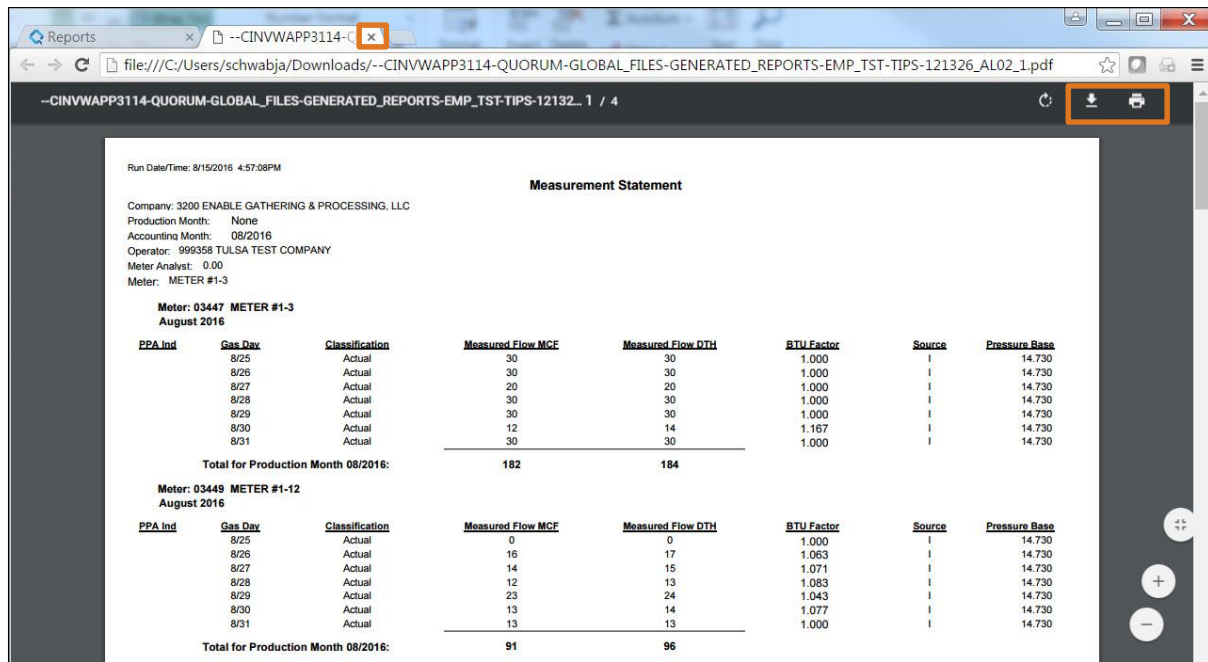 Reports
--CINVWAPP3114-Q
file:///C:/Users/schwabja/Downloads/--CINVWAPP3114-QUORUM-GLOBAL_FILES-GENERATED_REPORTS-EMP_TST-TIPS-121326_AL02_1.pdf
--CINVWAPP3114-QUORUM-GLOBAL_FILES-GENERATED_REPORTS-EMP_TST-TIPS-12132... 1 / 4
Run Date/Time: 8/15/2016 4:57:08PM
Measurement Statement
Company: 3200 ENABLE GATHERING & PROCESSING, LLC
Production Month: None
Accounting Month: 08/2016
Operator: 999358 TULSA TEST COMPANY
Meter Analyst: 0.00
Meter: METER #1-3
Meter: 03447 METER #1-3
August 2016
PPA Ind Gas Day Classification Measured Flow MCF Measured Flow DTH BTU Factor Source Pressure Base
8/25 Actual 30 30 1.000 I 14.730
8/26 Actual 30 30 1.000 I 14.730
8/27 Actual 20 20 1.000 I 14.730
8/28 Actual 30 30 1.000 I 14.730
8/29 Actual 30 30 1.000 I 14.730
8/30 Actual 12 14 1.167 I 14.730
8/31 Actual 30 30 1.000 I 14.730
Total for Production Month 08/2016: 182 184
Meter: 03449 METER #1-12
August 2016
PPA Ind Gas Day Classification Measured Flow MCF Measured Flow DTH BTU Factor Source Pressure Base
8/25 Actual 0 0 1.000 I 14.730
8/26 Actual 16 17 1.063 I 14.730
8/27 Actual 14 15 1.071 I 14.730
8/28 Actual 12 13 1.083 I 14.730
8/29 Actual 23 24 1.043 I 14.730
8/30 Actual 13 14 1.077 I 14.730
8/31 Actual 13 13 1.000 I 14.730
Total for Production Month 08/2016: 91 96